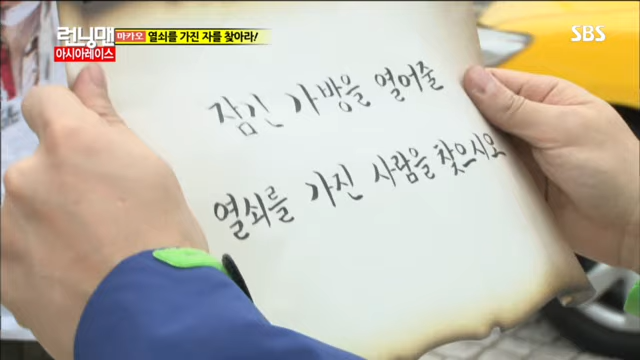 런닝맨
아시아레이스
마카오 열쇠를 가진 자를 찾아라!
SBS
잠긴 가방을 열어줄
열쇠를 가진 사람을 찾으시오